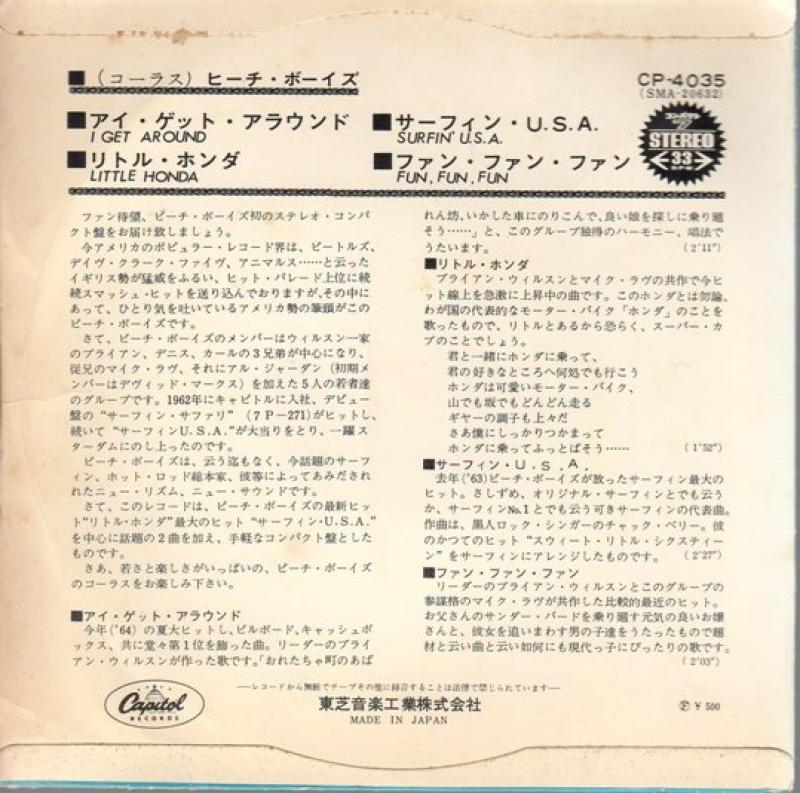 ■(コーラス)ビーチ・ボーイズ
CP-4035
(SMA-20632)
■アイ・ゲット・アラウンド
I GET AROUND
■サーフィン・U.S.A.
SURFIN' U.S.A.
■リトル・ホンダ
LITTLE HONDA
■ファン・ファン・ファン
FUN, FUN, FUN
STEREO
33
ファン待望、ビーチ・ボーイズ初のステレオ・コンパ
クト盤をお届け致しましょう。
今アメリカのポピュラー・レコード界は、ビートルズ、
デイヴ・クラーク・ファイヴ、アニマルス……と云った
イギリス勢が猛威をふるい、ヒット・パレード上位に続
続スマッシュ・ヒットを送り込んでおりますが、その中に
あって、ひとり気を吐いているアメリカ勢の筆頭がこの
ビーチ・ボーイズです。
さて、ビーチ・ボーイズのメンバーはウィルスン一家
のブライアン、デニス、カールの3兄弟が中心になり、
従兄のマイク・ラヴ、それにアル・ジャーダン(初期メ
ンバーはデヴィッド・マークス)を加えた5人の若者達
のグループです。1962年にキャピトルに入社、デビュー
盤の“サーフィン・サファリ”(7P-271)がヒットし、
続いて“サーフィンU.S.A.”が大当りをとり、一躍ス
ターダムにのし上ったのです。
ビーチ・ボーイズは、云う迄もなく、今話題のサーフ
ィン、ホット・ロッド総本家、彼等によってあみだされ
れたニュー・リズム、ニュー・サウンドです。
さて、このレコードは、ビーチ・ボーイズの最新ヒッ
ト“リトル・ホンダ”最大のヒット“サーフィン・U.S.A.”
を中心に話題の2曲を加え、手軽なコンパクト盤とした
ものです。
さあ、若さと楽しさがいっぱいの、ビーチ・ボーイズ
のコーラスをお楽しみ下さい。
■アイ・ゲット・アラウンド
今年('64)の夏大ヒットし、ビルボード、キャッシュボ
ックス、共に堂々第1位を飾った曲。リーダーのブライ
アン・ウィルスンが作った歌です。「おれたちゃ町のあば
れん坊、いかした車にのりこんで、良い娘を探しに乗り廻
そう……」と、このグループ独得のハーモニー、唱法で
うたいます。 (2'11")
■リトル・ホンダ
ブライアン・ウィルスンとマイク・ラヴの共作で今ヒ
ット線上を急激に上昇中の曲です。このホンダとは勿論、
わが国の代表的なモーター・バイク「ホンダ」のことを
歌ったもので、リトルとあるから恐らく、スーパー・カ
ブのことでしょう。
君と一緒にホンダに乗って、
君の好きなところへ何処でも行こう
ホンダは可愛いモーター・バイク、
山でも坂でもどんどん走る
ギヤーの調子も上々だ
さあ僕にしっかりつかまって
ホンダに乗ってふっとばそう…… (1'52")
■サーフィン・U.S.A.
去年('63)ビーチ・ボーイズが放ったサーフィン最大の
ヒット。さしずめ、オリジナル・サーフィンとでも云う
か、サーフィンNo.1とでも云う可きサーフィンの代表曲。
作曲は、黒人ロック・シンガーのチャック・ベリー。彼
のかつてのヒット“スウィート・リトル・シクスティー
ン”をサーフィンにアレンジしたものです。 (2'27")
■ファン・ファン・ファン
リーダーのブライアン・ウィルスンとこのグループの
参謀格のマイク・ラヴが共作した比較的最近のヒット。
お父さんのサンダー・バードを乗り廻す元気の良いお嬢
さんと、彼女を追いまわす男の子達をうたったもので題
材と云い曲と云い如何にも現代っ子にぴったりの歌です。
(2'03")
―レコードから無断でテープその他に録音することは法律で禁じられています―
Capitol
RECORDS
東芝音楽工業株式会社
MADE IN JAPAN
Ⓟ ¥ 500